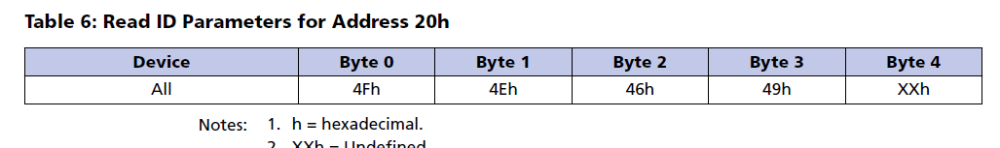 Table 6: Read ID Parameters for Address 20h
Device Byte 0 Byte 1 Byte 2 Byte 3 Byte 4
All 4Fh 4Eh 46h 49h XXh
Notes: 1. h = hexadecimal.
2. XXh = Undefined.